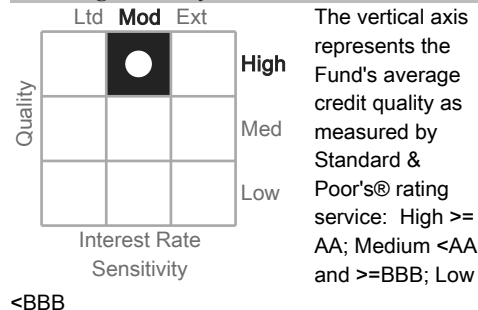 Ltd Mod Ext
High
Med
Low
Quality
Interest Rate
Sensitivity
The vertical axis
represents the
Fund's average
credit quality as
measured by
Standard &
Poor's® rating
service: High >=
AA; Medium <AA
and >=BBB; Low
<BBB